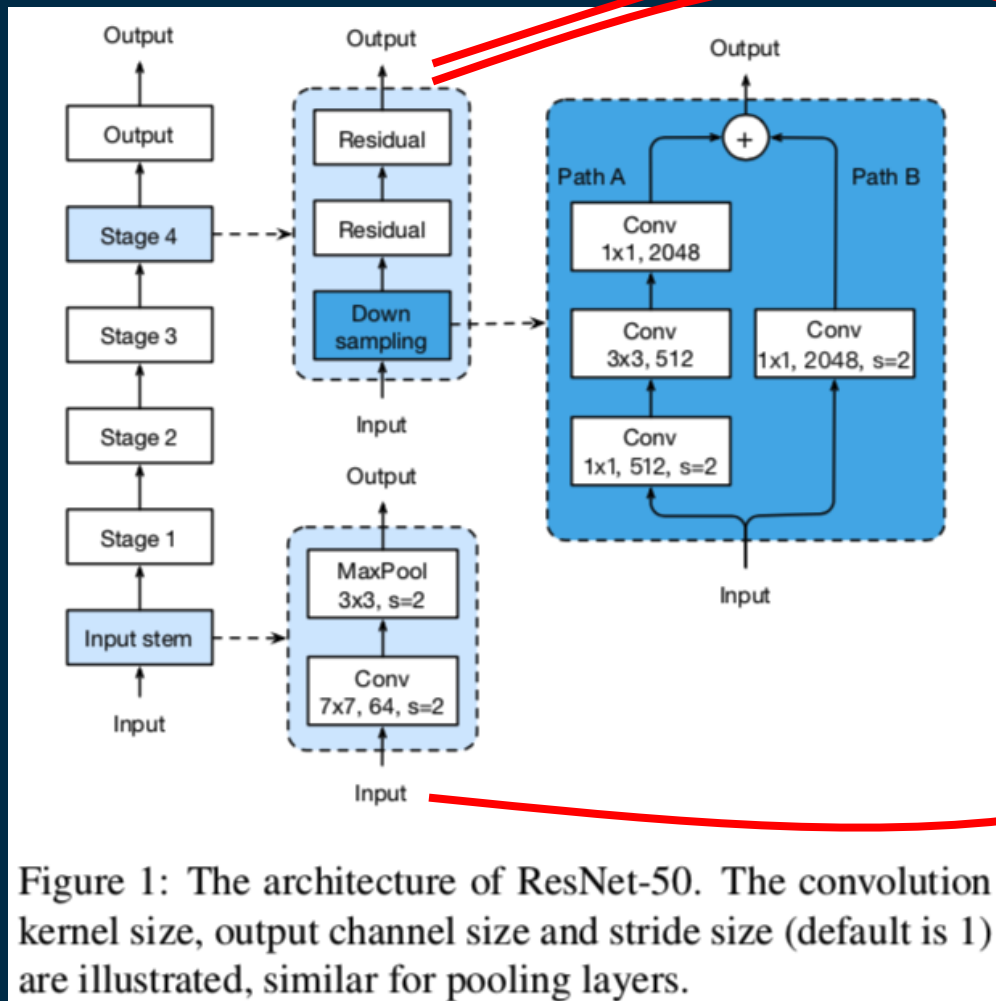 Output
Output
Stage 4
Stage 3
Stage 2
Stage 1
Input stem
Input
Output
Residual
Residual
Down
sampling
Input
Output
MaxPool
3x3, s=2
Conv
7x7, 64, s=2
Input
Output
+
Path A
Path B
Conv
1x1, 2048
Conv
3x3, 512
Conv
1x1, 512, s=2
Conv
1x1, 2048, s=2
Input
Figure 1: The architecture of ResNet-50. The convolution
kernel size, output channel size and stride size (default is 1)
are illustrated, similar for pooling layers.